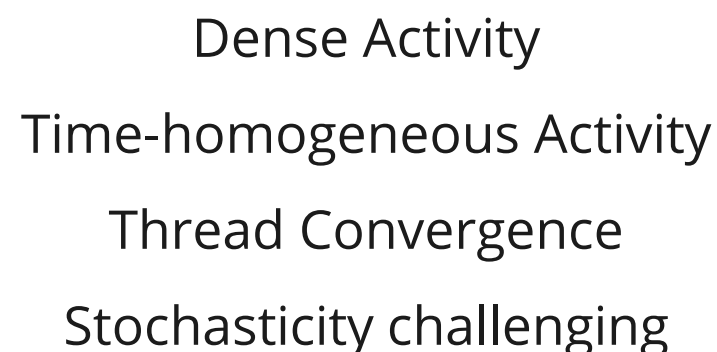 Dense Activity
Time-homogeneous Activity
Thread Convergence
Stochasticity challenging